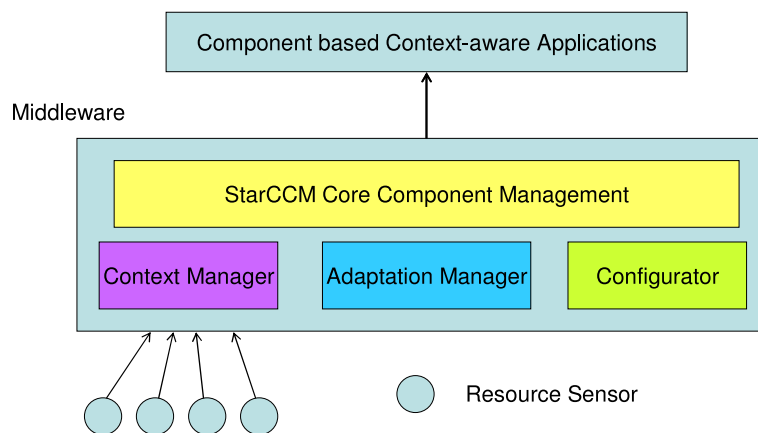 Component based Context-aware Applications
Middleware
StarCCM Core Component Management
Context Manager
Adaptation Manager
Configurator
Resource Sensor